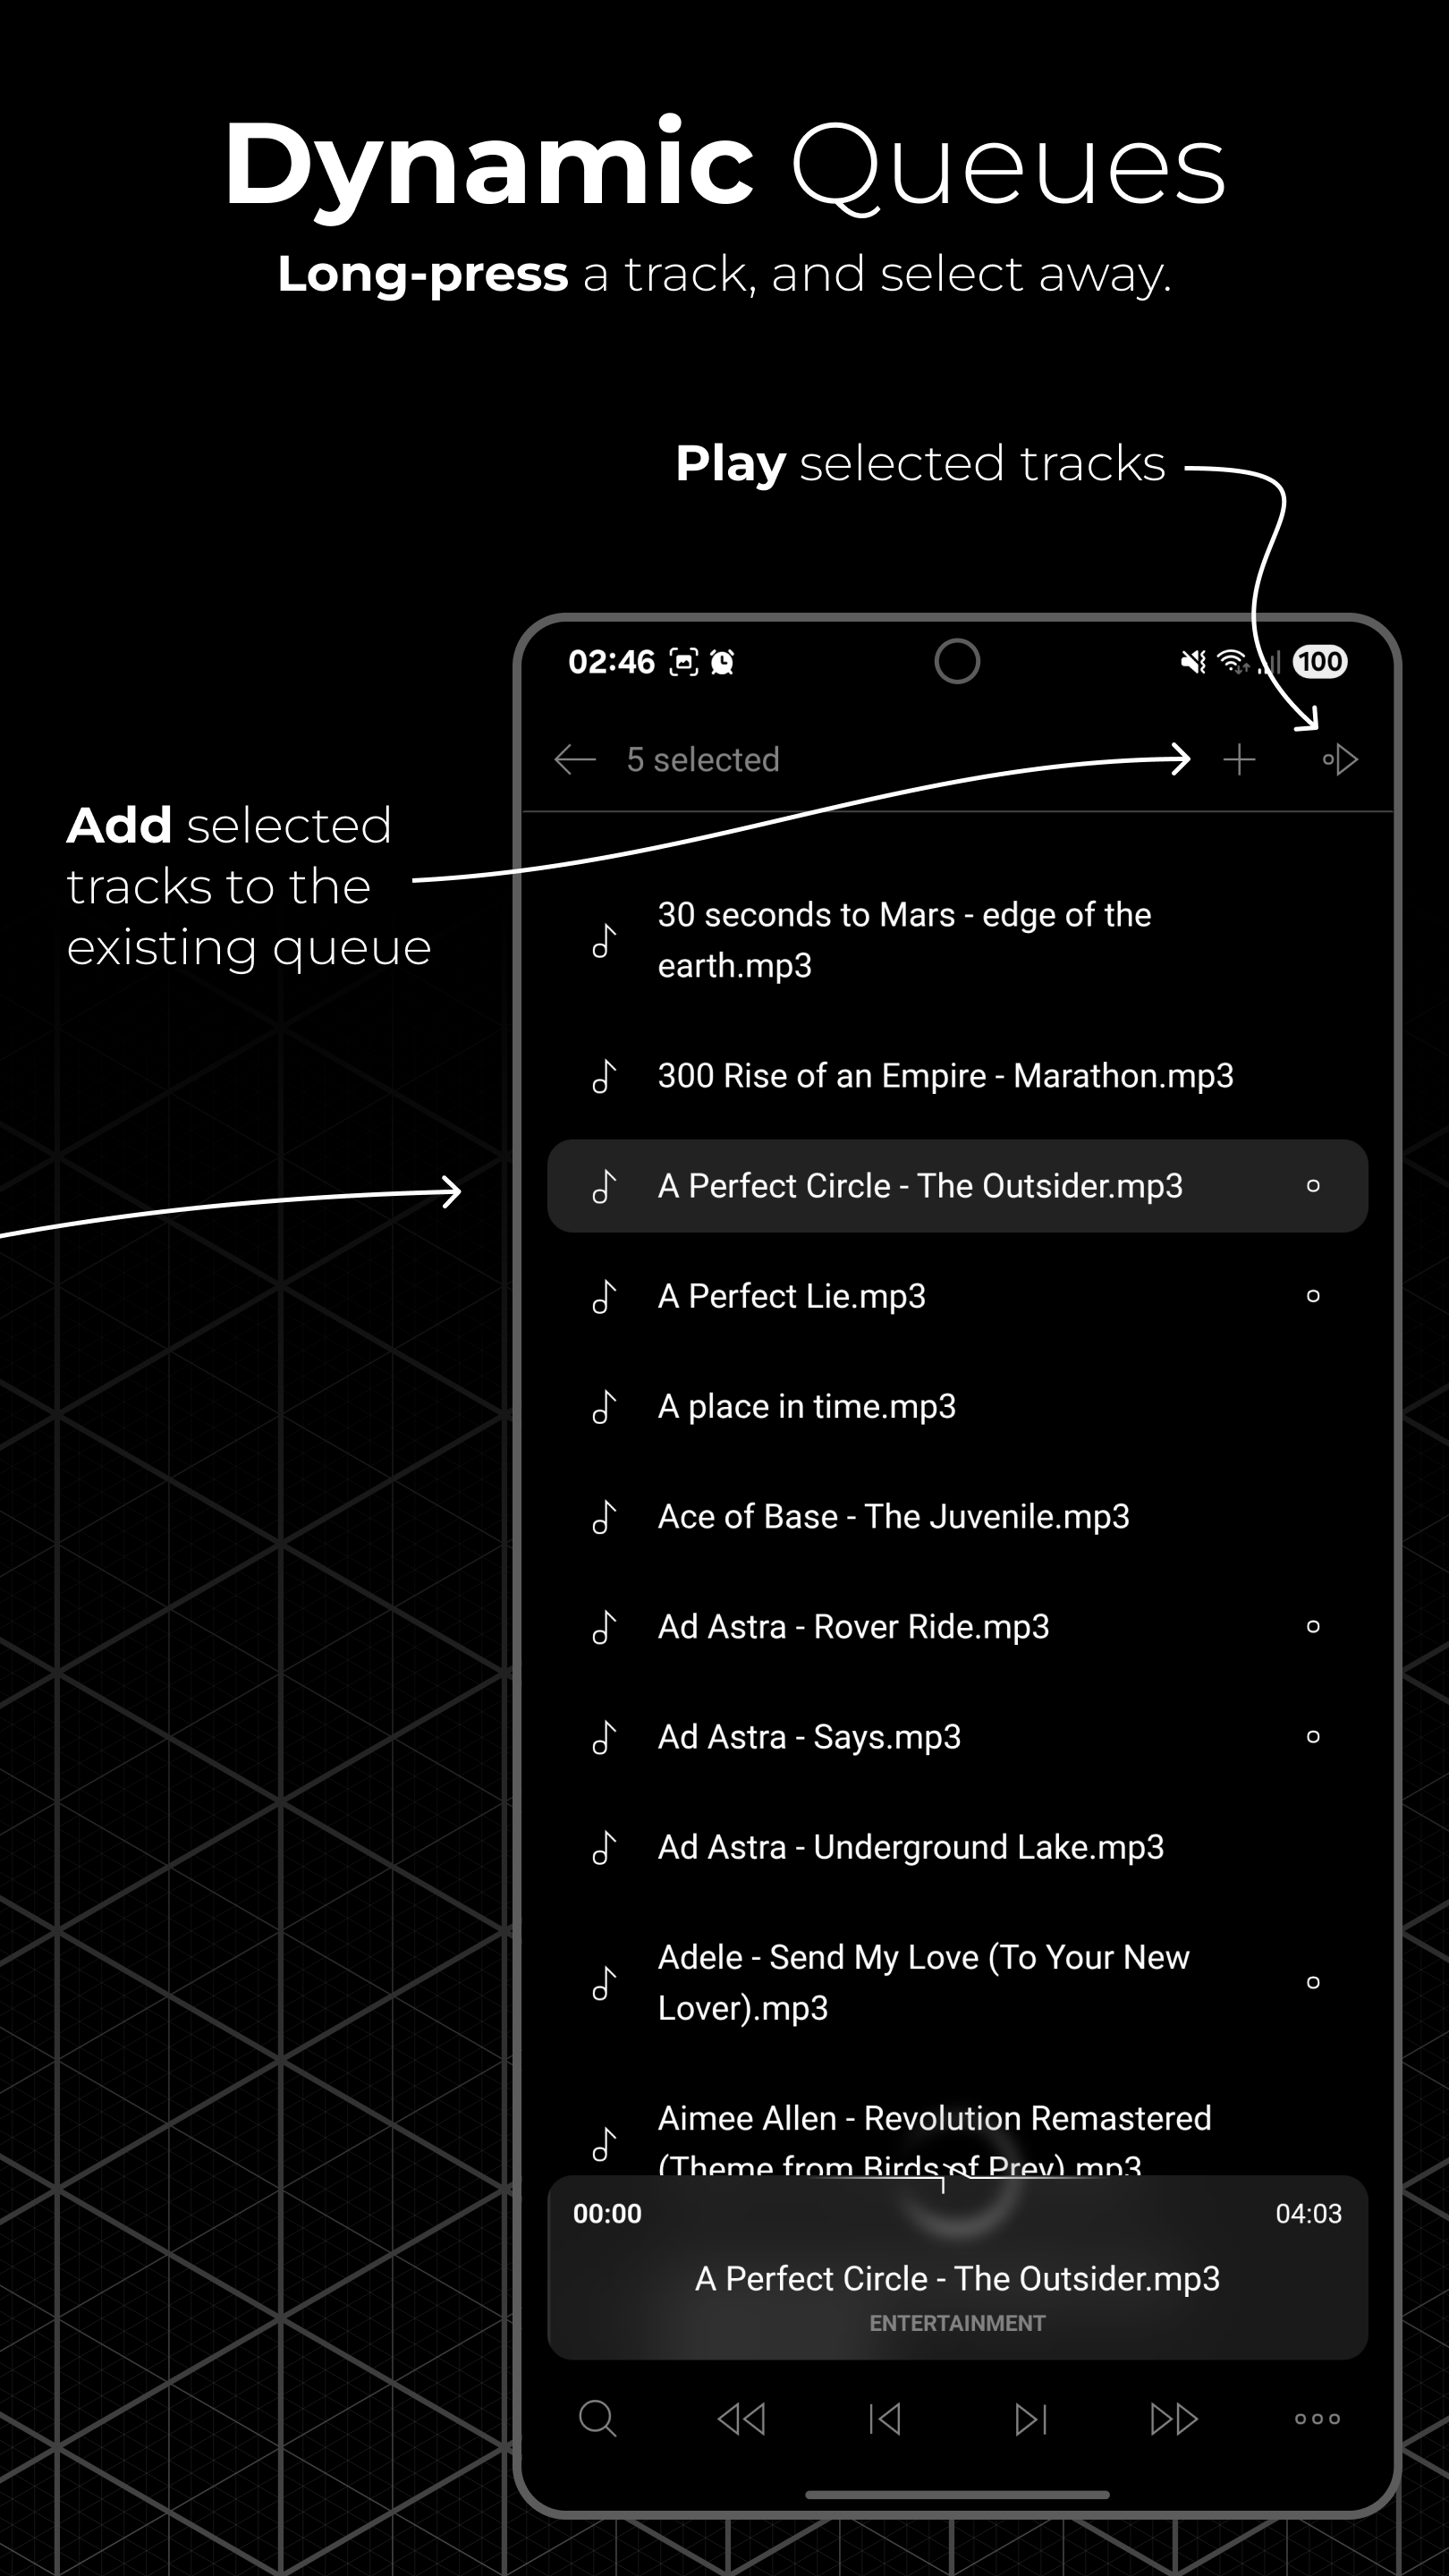 Dynamic Queues
Long-press a track, and select away.
Play selected tracks
02:46
100
5 selected
Add selected
tracks to the
existing queue
30 seconds to Mars - edge of the
earth.mp3
300 Rise of an Empire - Marathon.mp3
A Perfect Circle - The Outsider.mp3
A Perfect Lie.mp3
A place in time.mp3
Ace of Base - The Juvenile.mp3
Ad Astra - Rover Ride.mp3
Ad Astra - Says.mp3
Ad Astra - Underground Lake.mp3
Adele - Send My Love (To Your New
Lover).mp3
Aimee Allen - Revolution Remastered
(Theme from Birds of Prey).mp3
00:00
04:03
A Perfect Circle - The Outsider.mp3
ENTERTAINMENT